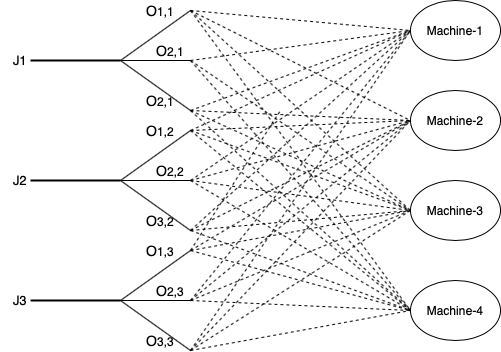 O1,1
Machine-1
O2,1
J1
O2,1
Machine-2
O1,2
O2,2
J2
Machine-3
O3,2
O1,3
O2,3
J3
Machine-4
O3,3